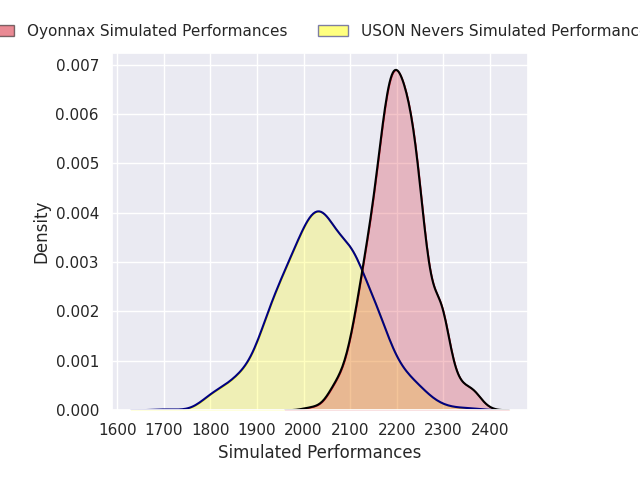 Oyonnax Simulated Performances
USON Nevers Simulated Performanc
0.007
0.006
0.005
0.004
0.003
0.002
0.001
0.000
Density
1600 1700 1800 1900 2000 2100 2200 2300 2400
Simulated Performances